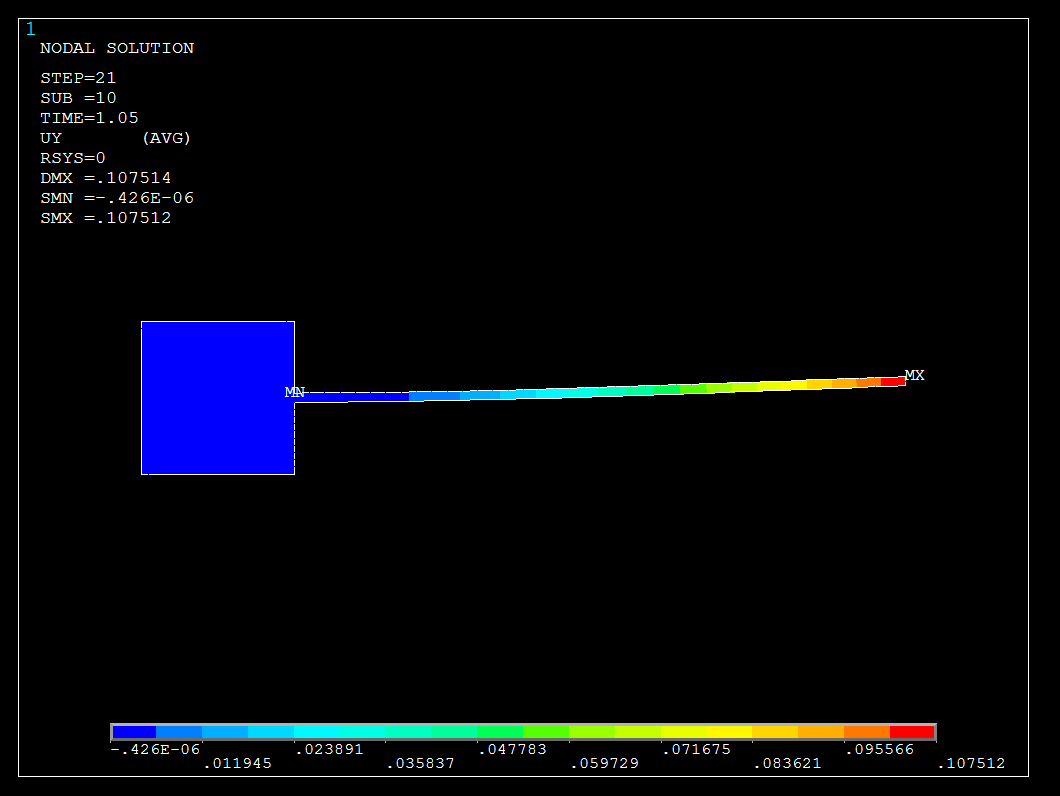 1
NODAL SOLUTION
STEP=21
SUB =10
TIME=1.05
UY (AVG)
RSYS=0
DMX =.107514
SMN =-.426E-06
SMX =.107512
MX
MN
-.426E-06 .023891 .047783 .071675 .095566
.011945 .035837 .059729 .083621 .107512